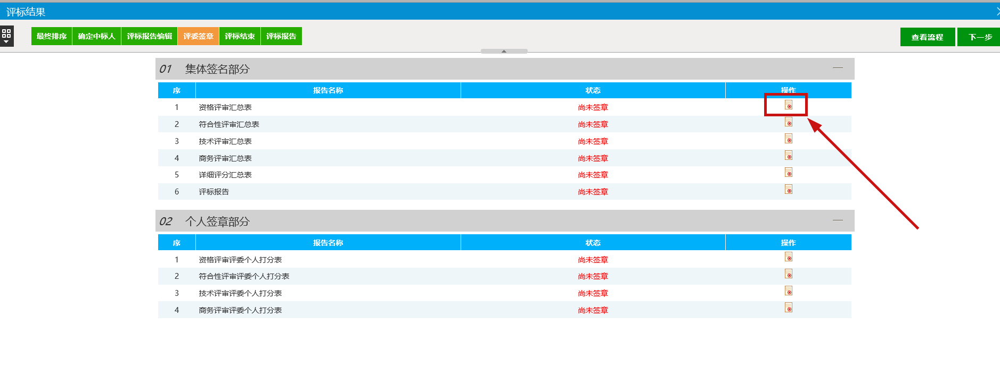 评标结果
最终排序 确定中标人 评标报告编辑 评委签章 评标结束 评标报告 查看流程 下一步
01 集体签名部分
序 报告名称 状态 操作
1 资格评审汇总表 尚未签章
2 符合性评审汇总表 尚未签章
3 技术评审汇总表 尚未签章
4 商务评审汇总表 尚未签章
5 详细评分汇总表 尚未签章
6 评标报告 尚未签章
02 个人签章部分
序 报告名称 状态 操作
1 资格评审评委个人打分表 尚未签章
2 符合性评审评委个人打分表 尚未签章
3 技术评审评委个人打分表 尚未签章
4 商务评审评委个人打分表 尚未签章